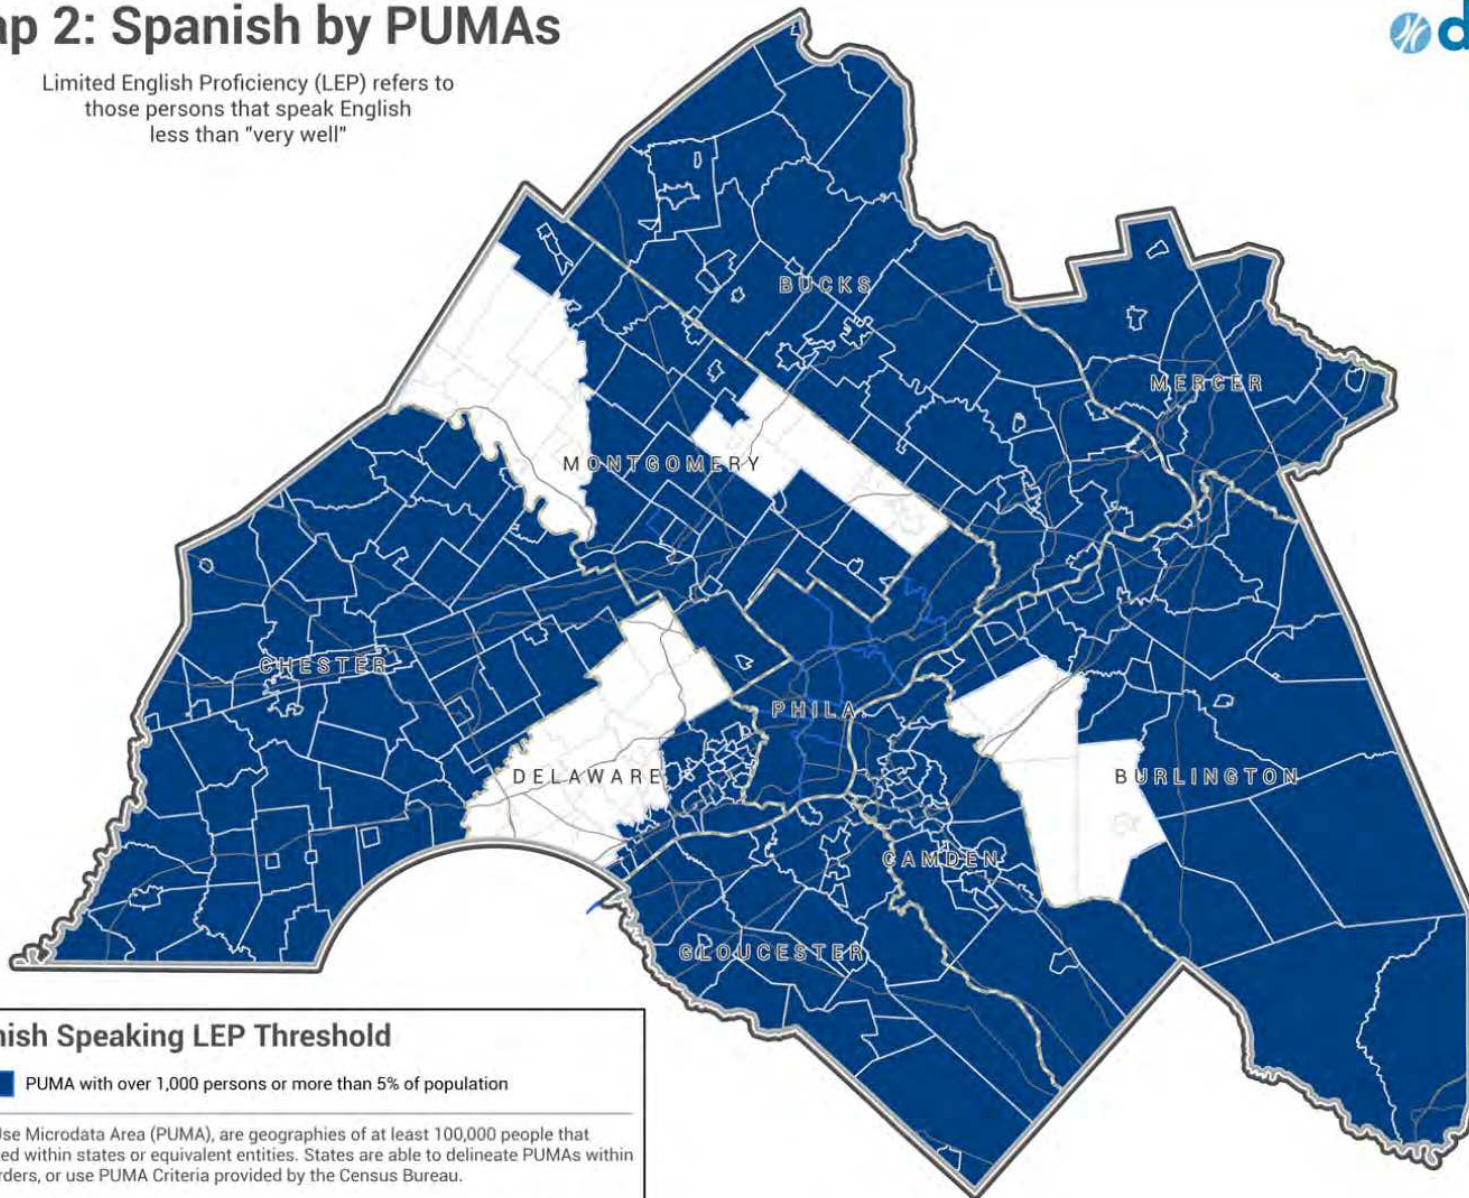 ap 2: Spanish by PUMAs
d
Limited English Proficiency (LEP) refers to
those persons that speak English
less than "very well"
BUCKS
MERCER
MONTGOMERY
CHESTER
PHILA.
DELAWARE
BURLINGTON
CAMDEN
GLOUCESTER
nish Speaking LEP Threshold
PUMA with over 1,000 persons or more than 5% of population
Use Microdata Area (PUMA), are geographies of at least 100,000 people that
ed within states or equivalent entities. States are able to delineate PUMAs within
rders, or use PUMA Criteria provided by the Census Bureau.